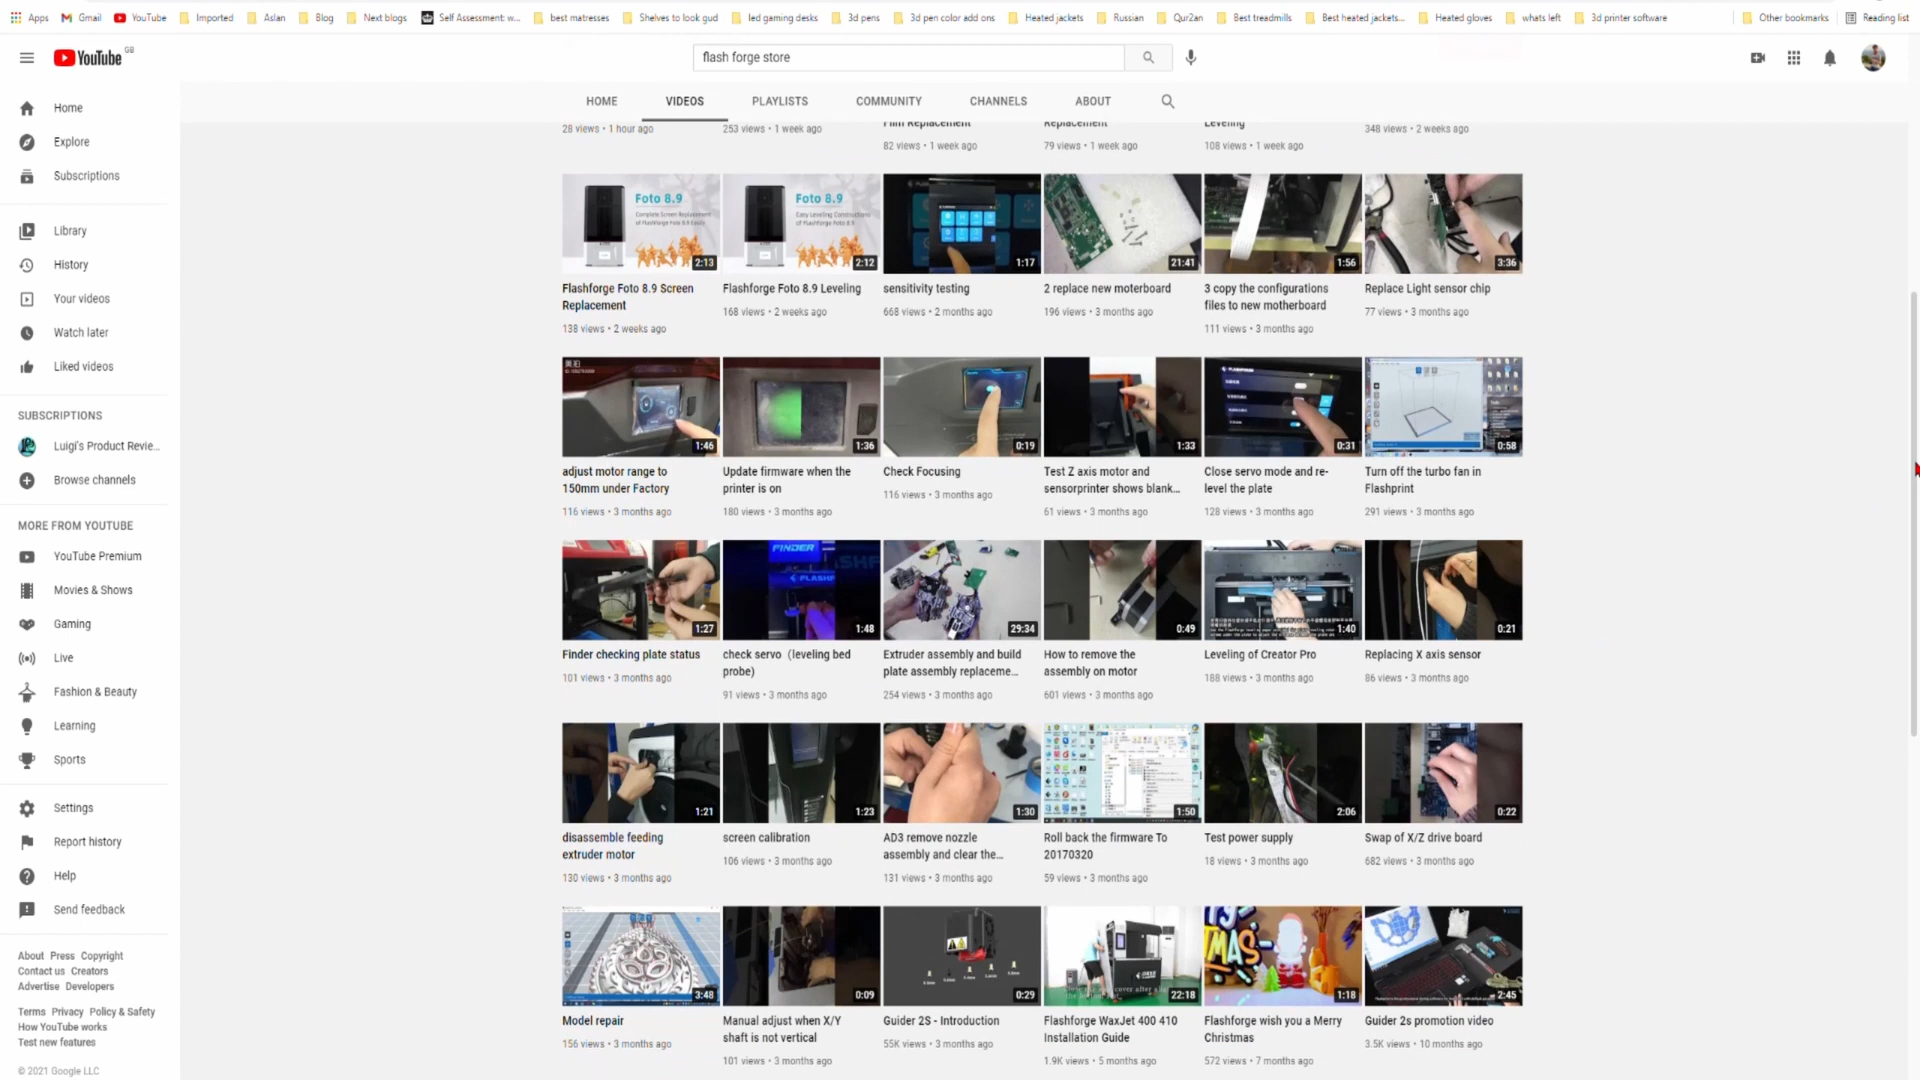 Apps Gmail YouTube Imported Aslan Blog Next blogs Self Assessment: w... best matresses Shelves to look gud led gaming desks 3d pens 3d pen color add ons Heated jackets Russian Qur2an Best treadmills Best heated jackets... Heated gloves whats left 3d printer software Other bookmarks Reading list
YouTube GB
flash forge store
HOME VIDEOS PLAYLISTS COMMUNITY CHANNELS ABOUT
Home
Explore
Subscriptions
Library
History
Your videos
Watch later
Liked videos
SUBSCRIPTIONS
Luigi's Product Revie...
Browse channels
MORE FROM YOUTUBE
YouTube Premium
Movies & Shows
Gaming
Live
Fashion & Beauty
Learning
Sports
Settings
Report history
Help
Send feedback
About Press Copyright
Contact us Creators
Advertise Developers
Terms Privacy Policy & Safety
How YouTube works
Test new features
© 2021 Google LLC
Film Replacement Replacement Leveling
28 views • 1 hour ago 253 views • 1 week ago 348 views • 2 weeks ago
82 views • 1 week ago 79 views • 1 week ago 108 views • 1 week ago
Foto 8.9
Complete Screen Replacement
of Flashforge Foto 8.9 Easily
2:13
Foto 8.9
Easy Leveling Constructions
of Flashforge Foto 8.9
2:12
1:17
21:41
1:56
3:36
Flashforge Foto 8.9 Screen
Replacement
138 views • 2 weeks ago
Flashforge Foto 8.9 Leveling
168 views • 2 weeks ago
sensitivity testing
668 views • 2 months ago
2 replace new moterboard
196 views • 3 months ago
3 copy the configurations
files to new motherboard
111 views • 3 months ago
Replace Light sensor chip
77 views • 3 months ago
1:46
1:36
0:19
1:33
0:31
0:58
adjust motor range to
150mm under Factory
116 views • 3 months ago
Update firmware when the
printer is on
180 views • 3 months ago
Check Focusing
116 views • 3 months ago
Test Z axis motor and
sensorprinter shows blank...
61 views • 3 months ago
Close servo mode and re-
level the plate
128 views • 3 months ago
Turn off the turbo fan in
Flashprint
291 views • 3 months ago
1:27
FINDER
1:48
29:34
0:49
1:40
0:21
Finder checking plate status
101 views • 3 months ago
check servo（leveling bed
probe)
91 views • 3 months ago
Extruder assembly and build
plate assembly replaceme...
254 views • 3 months ago
How to remove the
assembly on motor
601 views • 3 months ago
Leveling of Creator Pro
188 views • 3 months ago
Replacing X axis sensor
86 views • 3 months ago
1:21
1:23
1:30
1:50
2:06
0:22
disassemble feeding
extruder motor
130 views • 3 months ago
screen calibration
106 views • 3 months ago
AD3 remove nozzle
assembly and clear the...
131 views • 3 months ago
Roll back the firmware To
20170320
59 views • 3 months ago
Test power supply
18 views • 3 months ago
Swap of X/Z drive board
682 views • 3 months ago
3:48
0:09
0:29
22:18
1:18
2:45
Model repair
156 views • 3 months ago
Manual adjust when X/Y
shaft is not vertical
101 views • 3 months ago
Guider 2S - Introduction
55K views • 3 months ago
Flashforge WaxJet 400 410
Installation Guide
1.9K views • 5 months ago
Flashforge wish you a Merry
Christmas
572 views • 7 months ago
Guider 2s promotion video
3.5K views • 10 months ago